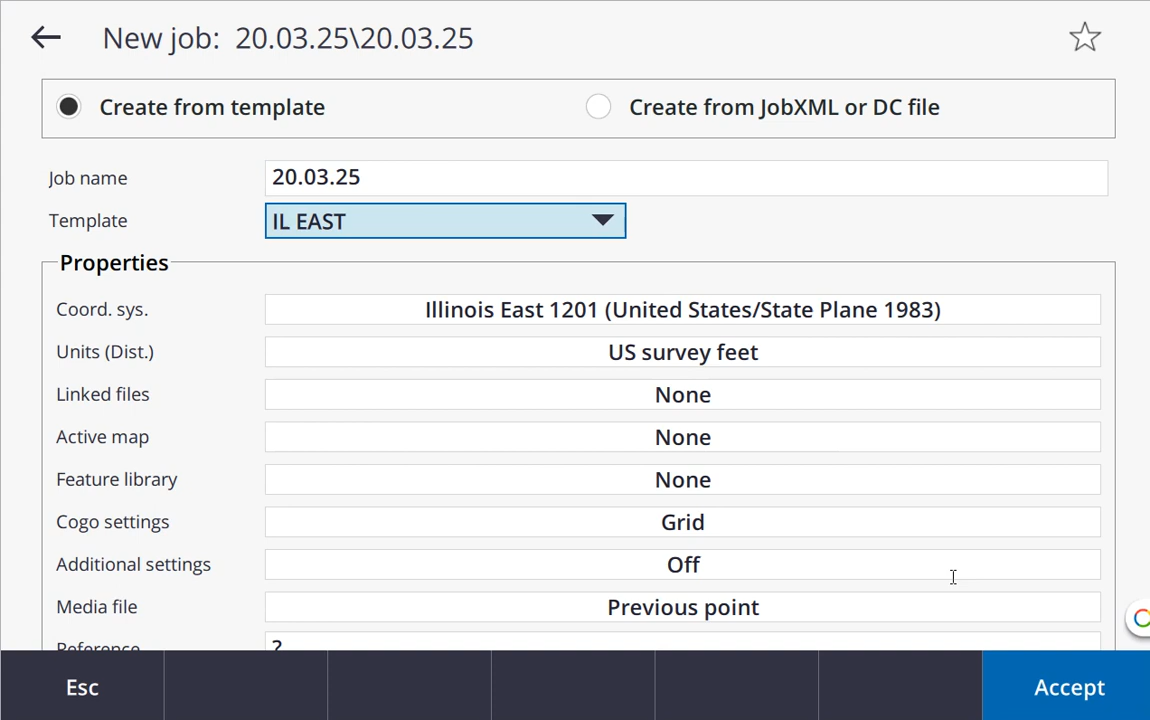 New job: 20.03.25\20.03.25
Create from template
Create from JobXML or DC file
Job name
20.03.25
Template
IL EAST
Properties
Coord. sys.
Illinois East 1201 (United States/State Plane 1983)
Units (Dist.)
US survey feet
Linked files
None
Active map
None
Feature library
None
Cogo settings
Grid
Additional settings
Off
Media file
Previous point
Reference
?
Esc
Accept